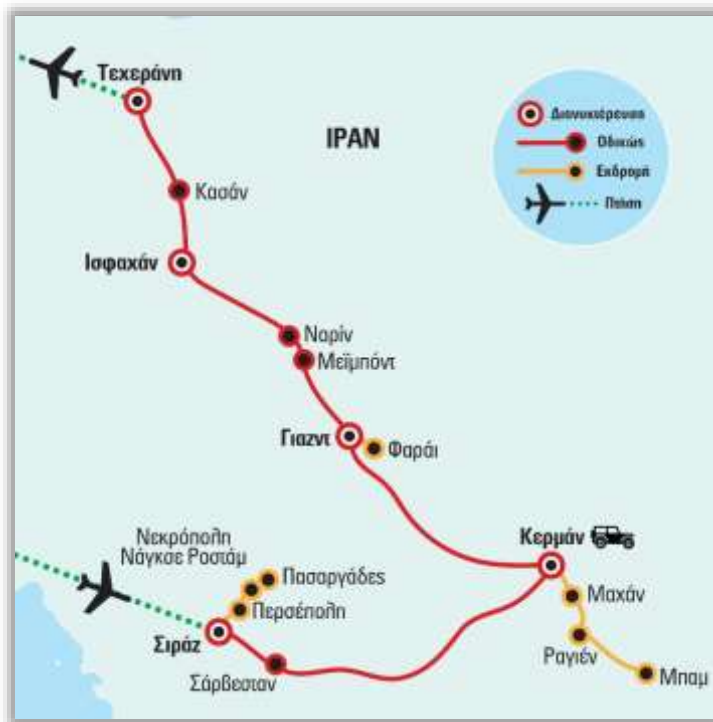 Τεχεράνη
ΙΡΑΝ
Διανυκτέρευση
Οδικώς
Εκδρομή
Πτήση
Κασάν
Ισφαχάν
Ναρίν
Μεϊμπόντ
Γιαζντ
Φαράι
Κερμάν
Νεκρόπολη
Νάγκσε Ροστάμ
Πασαργάδες
Περσέπολη
Μαχάν
Σιράζ
Ραγιέν
Σάρβεσταν
Μπαμ